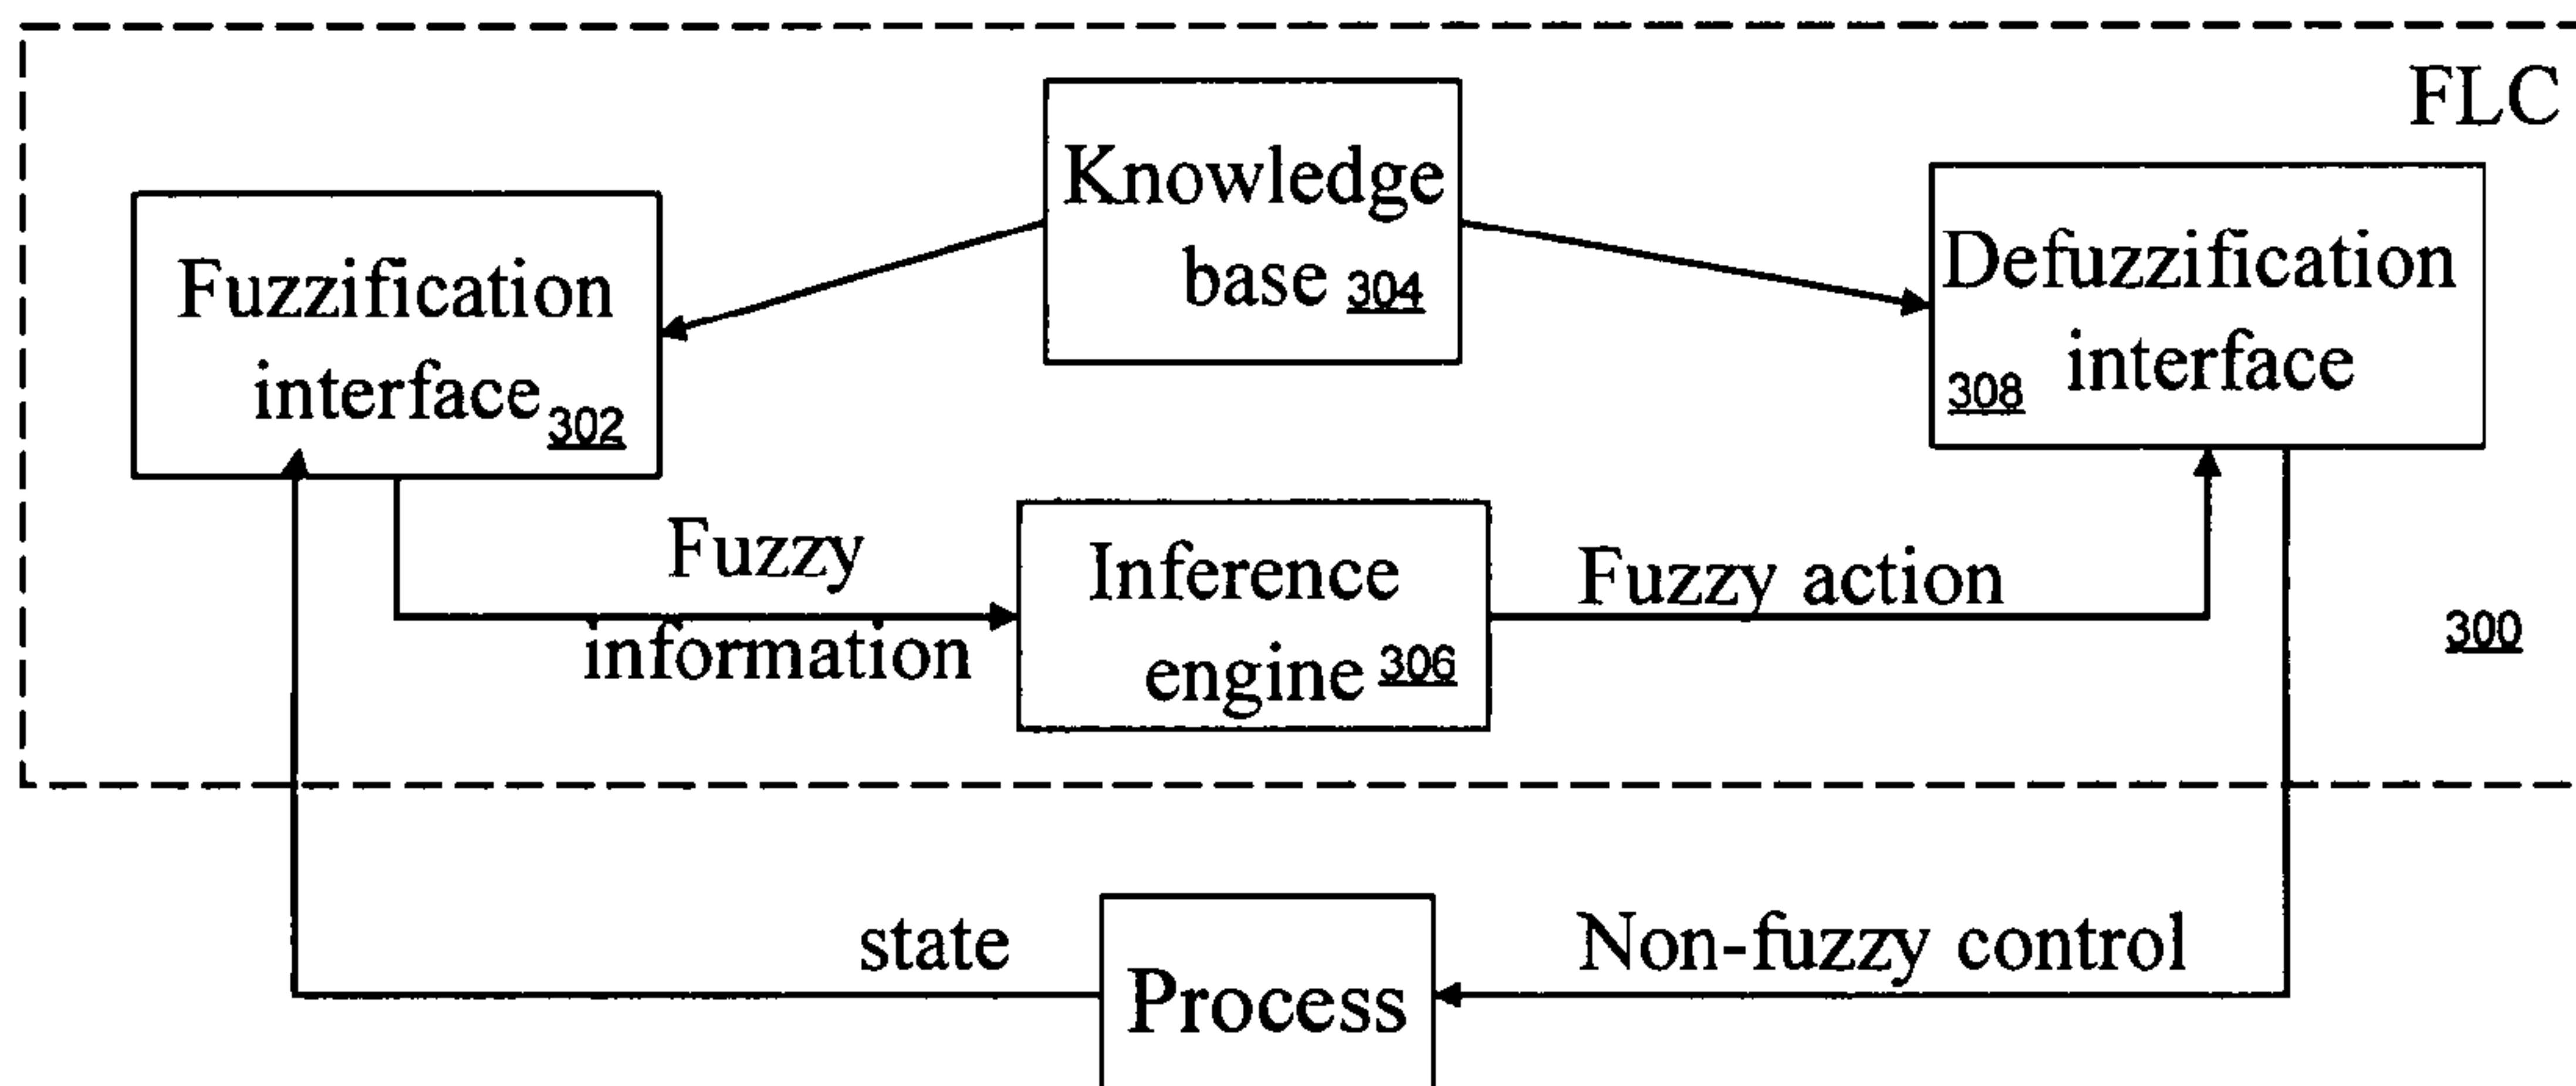 FLC
Knowledge
base 304
Fuzzification
interface 302
Defuzzification
308 interface
Fuzzy
information
Inference
engine 306
Fuzzy action
300
state
Process
Non-fuzzy control